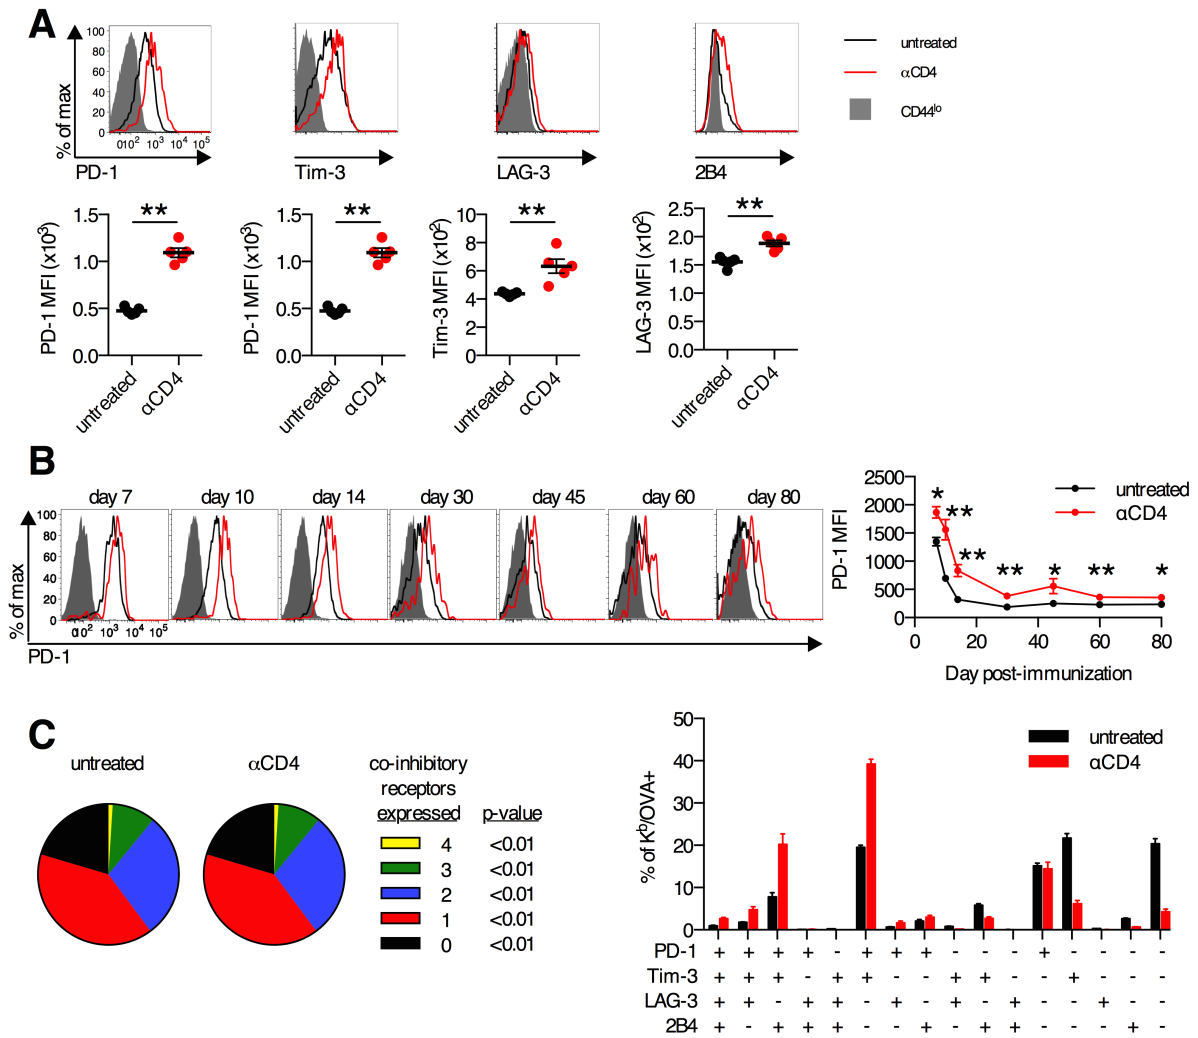 A
% of max
100
80
60
40
20
0
0 10² 10³ 10⁴ 10⁵
PD-1
Tim-3
LAG-3
2B4
untreated
αCD4
CD44lo
PD-1 MFI (x10³)
1.5
1.0
0.5
0.0
**
untreated
αCD4
PD-1 MFI (x10³)
1.5
1.0
0.5
0.0
**
untreated
αCD4
Tim-3 MFI (x10²)
10
8
6
4
2
0
**
untreated
αCD4
LAG-3 MFI (x10²)
2.5
2.0
1.5
1.0
0.5
0.0
**
untreated
αCD4
B
day 7 day 10 day 14 day 30 day 45 day 60 day 80
% of max
100
80
60
40
20
0
0 10² 10³ 10⁴ 10⁵
PD-1
PD-1 MFI
2500
2000
1500
1000
500
0
* ** ** ** * ** *
untreated
αCD4
0 20 40 60 80
Day post-immunization
C
untreated αCD4
co-inhibitory
receptors
expressed p-value
4 <0.01
3 <0.01
2 <0.01
1 <0.01
0 <0.01
% of Kᵇ/OVA+
50
40
30
20
10
0
untreated
αCD4
PD-1 + + + + - + + + - - - + - - - -
Tim-3 + + + - + + - - + + - - + - - -
LAG-3 + + - + + - + - + - + - - + - -
2B4 + - + + + - - + - + + - - - + -